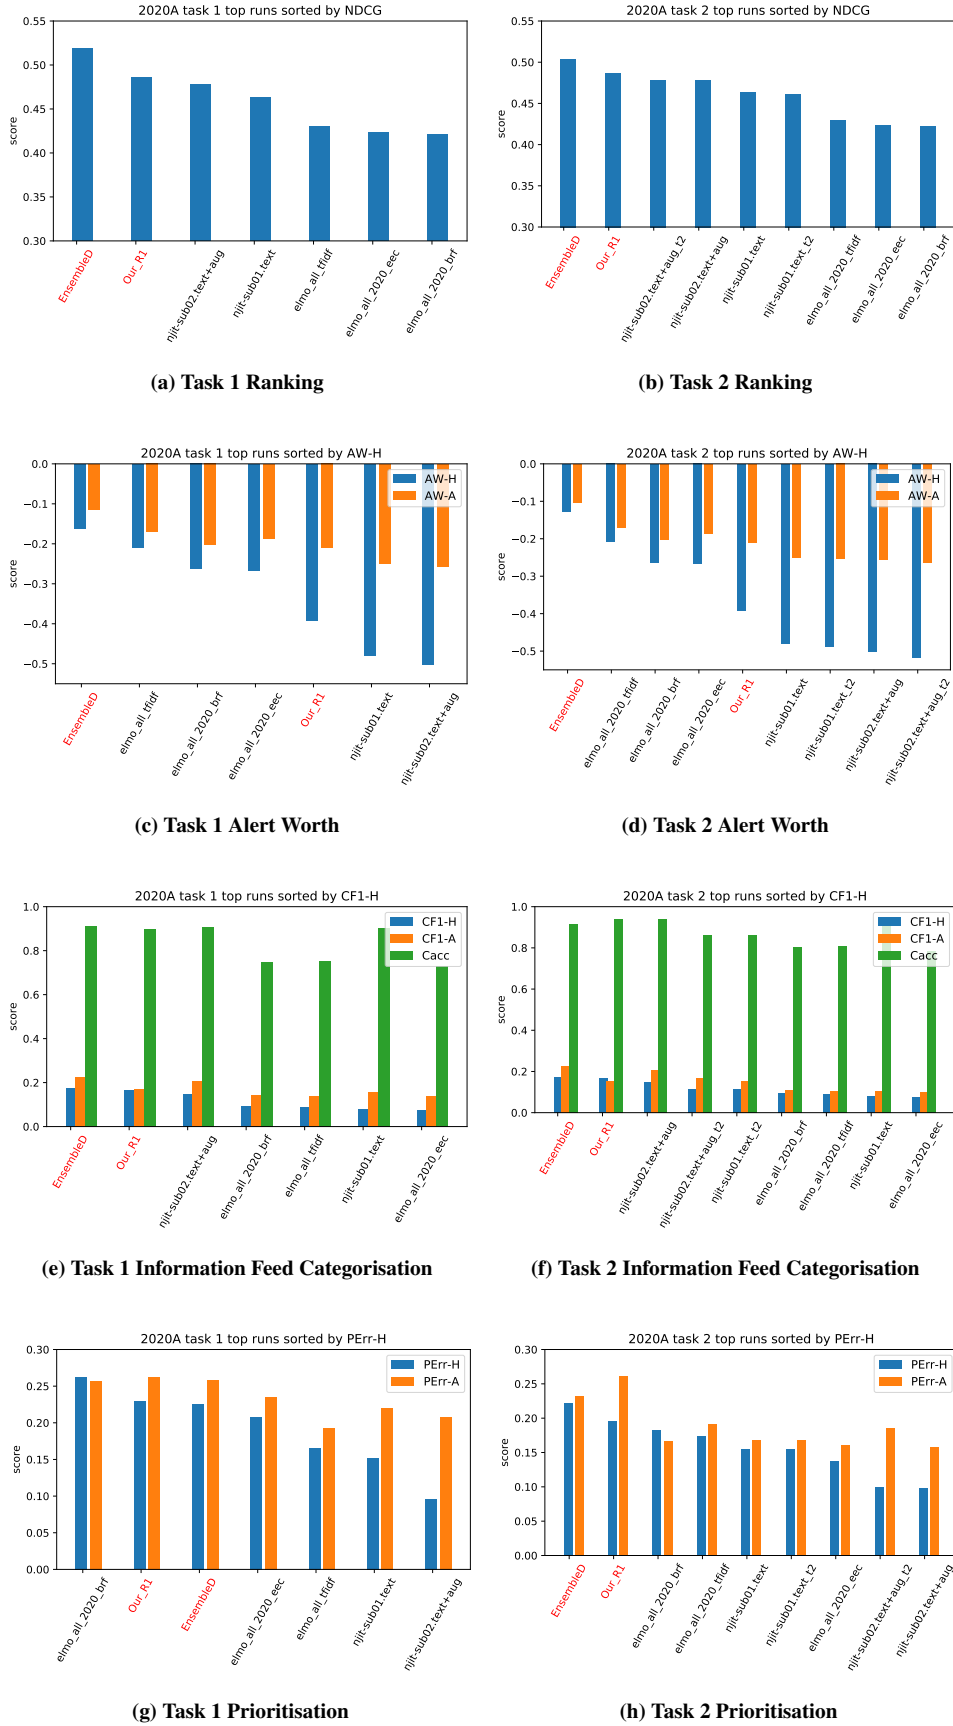 2020A task 1 top runs sorted by NDCG
score
0.55
0.50
0.45
0.40
0.35
0.30
EnsembleD
Our_R1
njit-sub02.text+aug
njit-sub01.text
elmo_all_tfidf
elmo_all_2020_eec
elmo_all_2020_brf
(a) Task 1 Ranking
2020A task 2 top runs sorted by NDCG
score
0.55
0.50
0.45
0.40
0.35
0.30
EnsembleD
Our_R1
njit-sub02.text+aug_t2
njit-sub02.text+aug
njit-sub01.text
njit-sub01.text_t2
elmo_all_2020_tfidf
elmo_all_2020_eec
elmo_all_2020_brf
(b) Task 2 Ranking
2020A task 1 top runs sorted by AW-H
AW-H
AW-A
score
0.0
−0.1
−0.2
−0.3
−0.4
−0.5
EnsembleD
elmo_all_tfidf
elmo_all_2020_brf
elmo_all_2020_eec
Our_R1
njit-sub01.text
njit-sub02.text+aug
(c) Task 1 Alert Worth
2020A task 2 top runs sorted by AW-H
AW-H
AW-A
score
0.0
−0.1
−0.2
−0.3
−0.4
−0.5
EnsembleD
elmo_all_2020_tfidf
elmo_all_2020_brf
elmo_all_2020_eec
Our_R1
njit-sub01.text
njit-sub01.text_t2
njit-sub02.text+aug
njit-sub02.text+aug_t2
(d) Task 2 Alert Worth
2020A task 1 top runs sorted by CF1-H
CF1-H
CF1-A
Cacc
score
1.0
0.8
0.6
0.4
0.2
0.0
EnsembleD
Our_R1
njit-sub02.text+aug
elmo_all_2020_brf
elmo_all_tfidf
njit-sub01.text
elmo_all_2020_eec
(e) Task 1 Information Feed Categorisation
2020A task 2 top runs sorted by CF1-H
CF1-H
CF1-A
Cacc
score
1.0
0.8
0.6
0.4
0.2
0.0
EnsembleD
Our_R1
njit-sub02.text+aug
njit-sub02.text+aug_t2
njit-sub01.text_t2
elmo_all_2020_brf
elmo_all_2020_tfidf
njit-sub01.text
elmo_all_2020_eec
(f) Task 2 Information Feed Categorisation
2020A task 1 top runs sorted by PErr-H
PErr-H
PErr-A
score
0.30
0.25
0.20
0.15
0.10
0.05
0.00
elmo_all_2020_brf
Our_R1
EnsembleD
elmo_all_2020_eec
elmo_all_tfidf
njit-sub01.text
njit-sub02.text+aug
(g) Task 1 Prioritisation
2020A task 2 top runs sorted by PErr-H
PErr-H
PErr-A
score
0.30
0.25
0.20
0.15
0.10
0.05
0.00
EnsembleD
Our_R1
elmo_all_2020_brf
elmo_all_2020_tfidf
njit-sub01.text
njit-sub01.text_t2
elmo_all_2020_eec
njit-sub02.text+aug_t2
njit-sub02.text+aug
(h) Task 2 Prioritisation